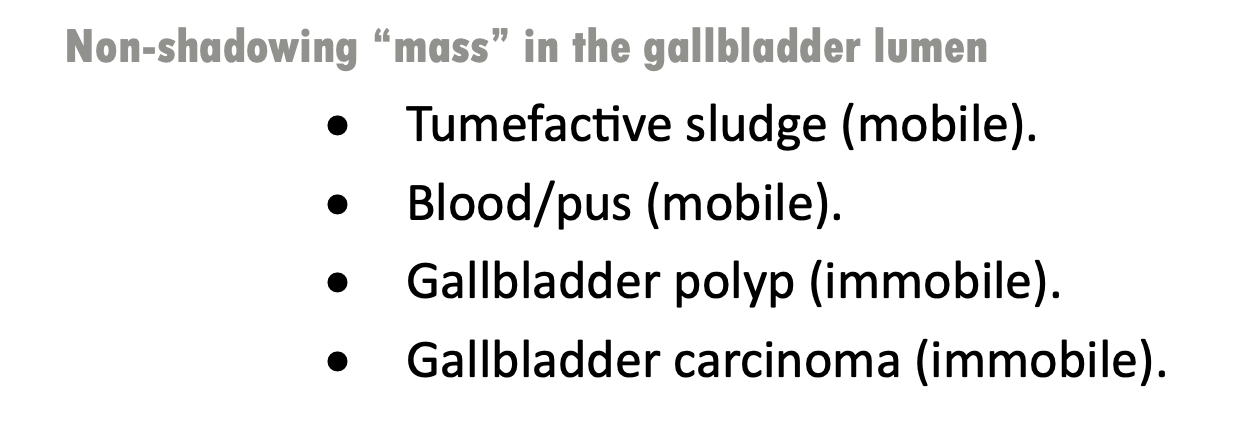 Non-shadowing “mass” in the gallbladder lumen
• Tumefactive sludge (mobile).
• Blood/pus (mobile).
• Gallbladder polyp (immobile).
• Gallbladder carcinoma (immobile).